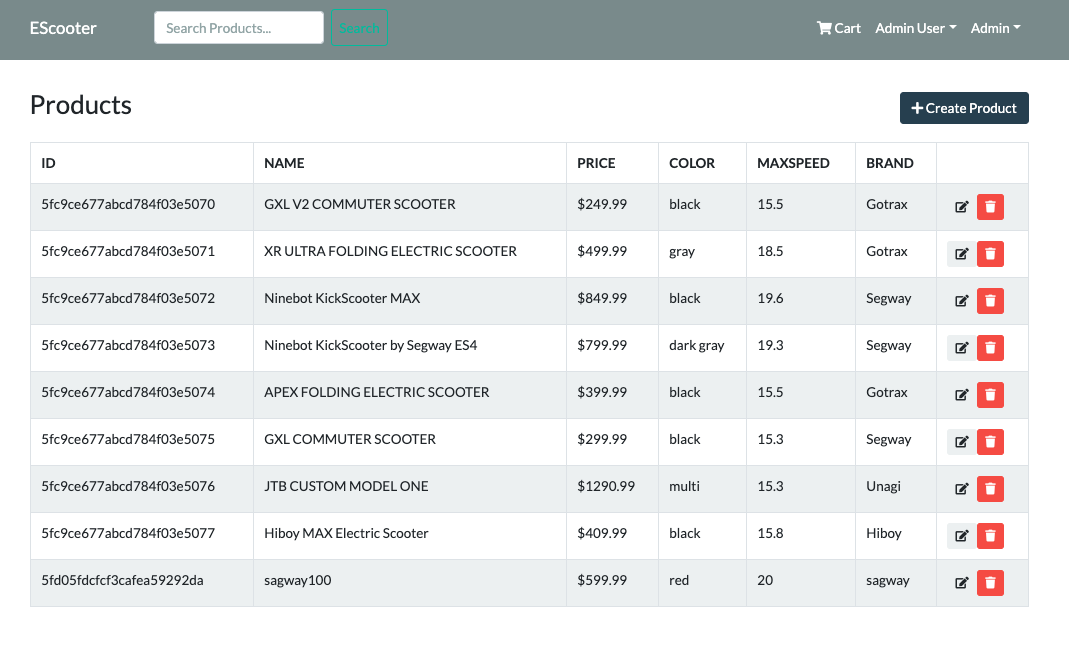 EScooter Search Products... Search Cart Admin User Admin
Products Create Product
ID NAME PRICE COLOR MAXSPEED BRAND
5fc9ce677abcd784f03e5070 GXL V2 COMMUTER SCOOTER $249.99 black 15.5 Gotrax
5fc9ce677abcd784f03e5071 XR ULTRA FOLDING ELECTRIC SCOOTER $499.99 gray 18.5 Gotrax
5fc9ce677abcd784f03e5072 Ninebot KickScooter MAX $849.99 black 19.6 Segway
5fc9ce677abcd784f03e5073 Ninebot KickScooter by Segway ES4 $799.99 dark gray 19.3 Segway
5fc9ce677abcd784f03e5074 APEX FOLDING ELECTRIC SCOOTER $399.99 black 15.5 Gotrax
5fc9ce677abcd784f03e5075 GXL COMMUTER SCOOTER $299.99 black 15.3 Segway
5fc9ce677abcd784f03e5076 JTB CUSTOM MODEL ONE $1290.99 multi 15.3 Unagi
5fc9ce677abcd784f03e5077 Hiboy MAX Electric Scooter $409.99 black 15.8 Hiboy
5fd05fdcfcf3cafea59292da sagway100 $599.99 red 20 sagway